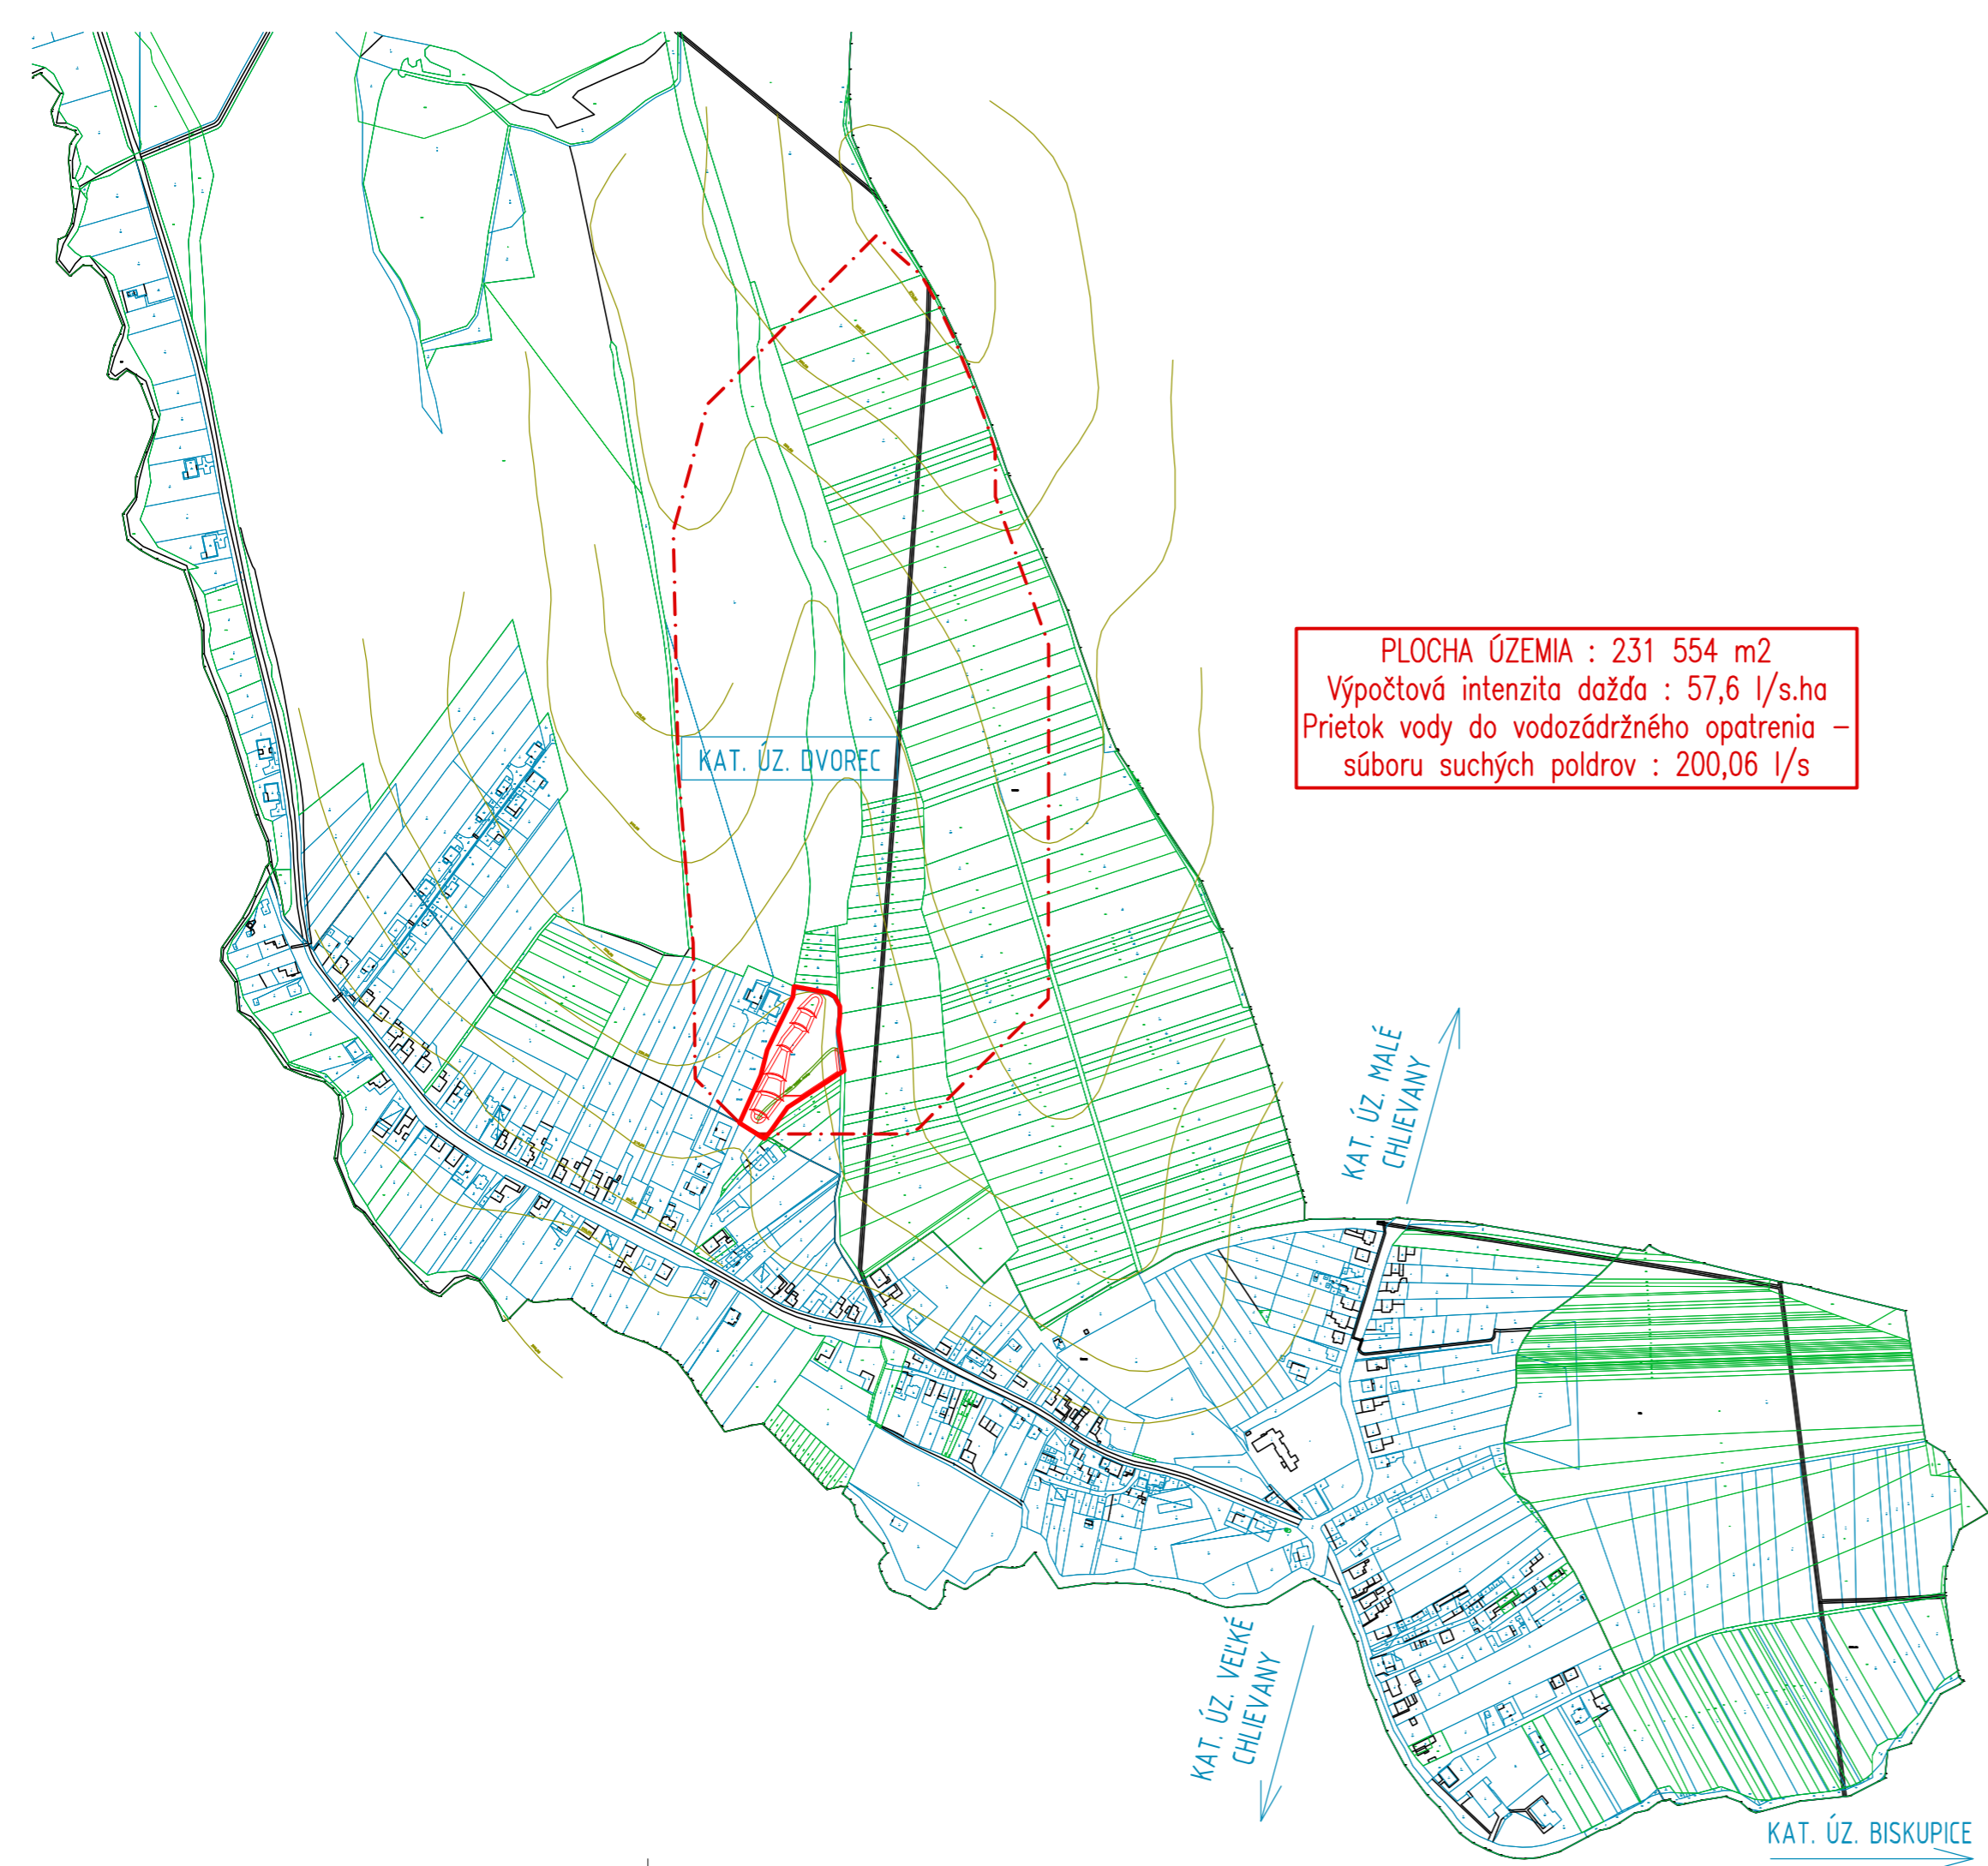 PLOCHA ÚZEMIA : 231 554 m2
Výpočtová intenzita dažďa : 57,6 l/s.ha
Prietok vody do vodozádržného opatrenia –
súboru suchých poldrov : 200,06 l/s
KAT. ÚZ. DVOREC
KAT. ÚZ. MALÉ
CHLIEVANY
KAT. ÚZ. VEĽKÉ
CHLIEVANY
KAT. ÚZ. BISKUPICE